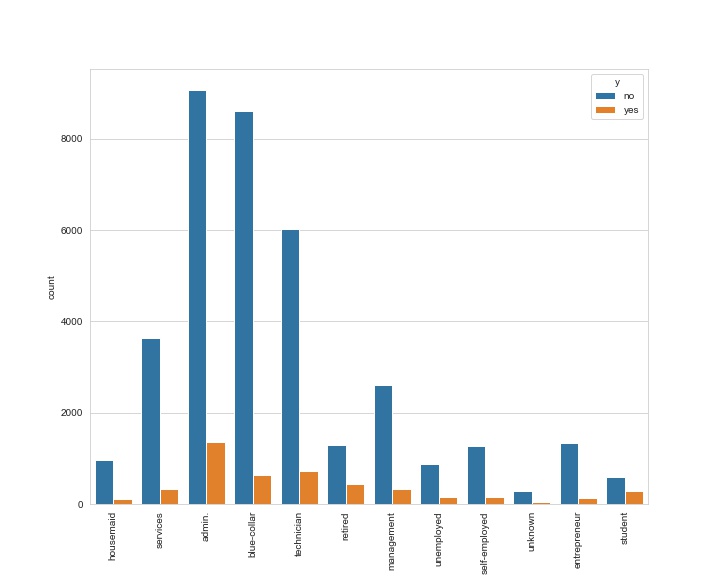 y
no
yes
8000
6000
4000
2000
0
count
housemaid
services
admin.
blue-collar
technician
retired
management
unemployed
self-employed
unknown
entrepreneur
student